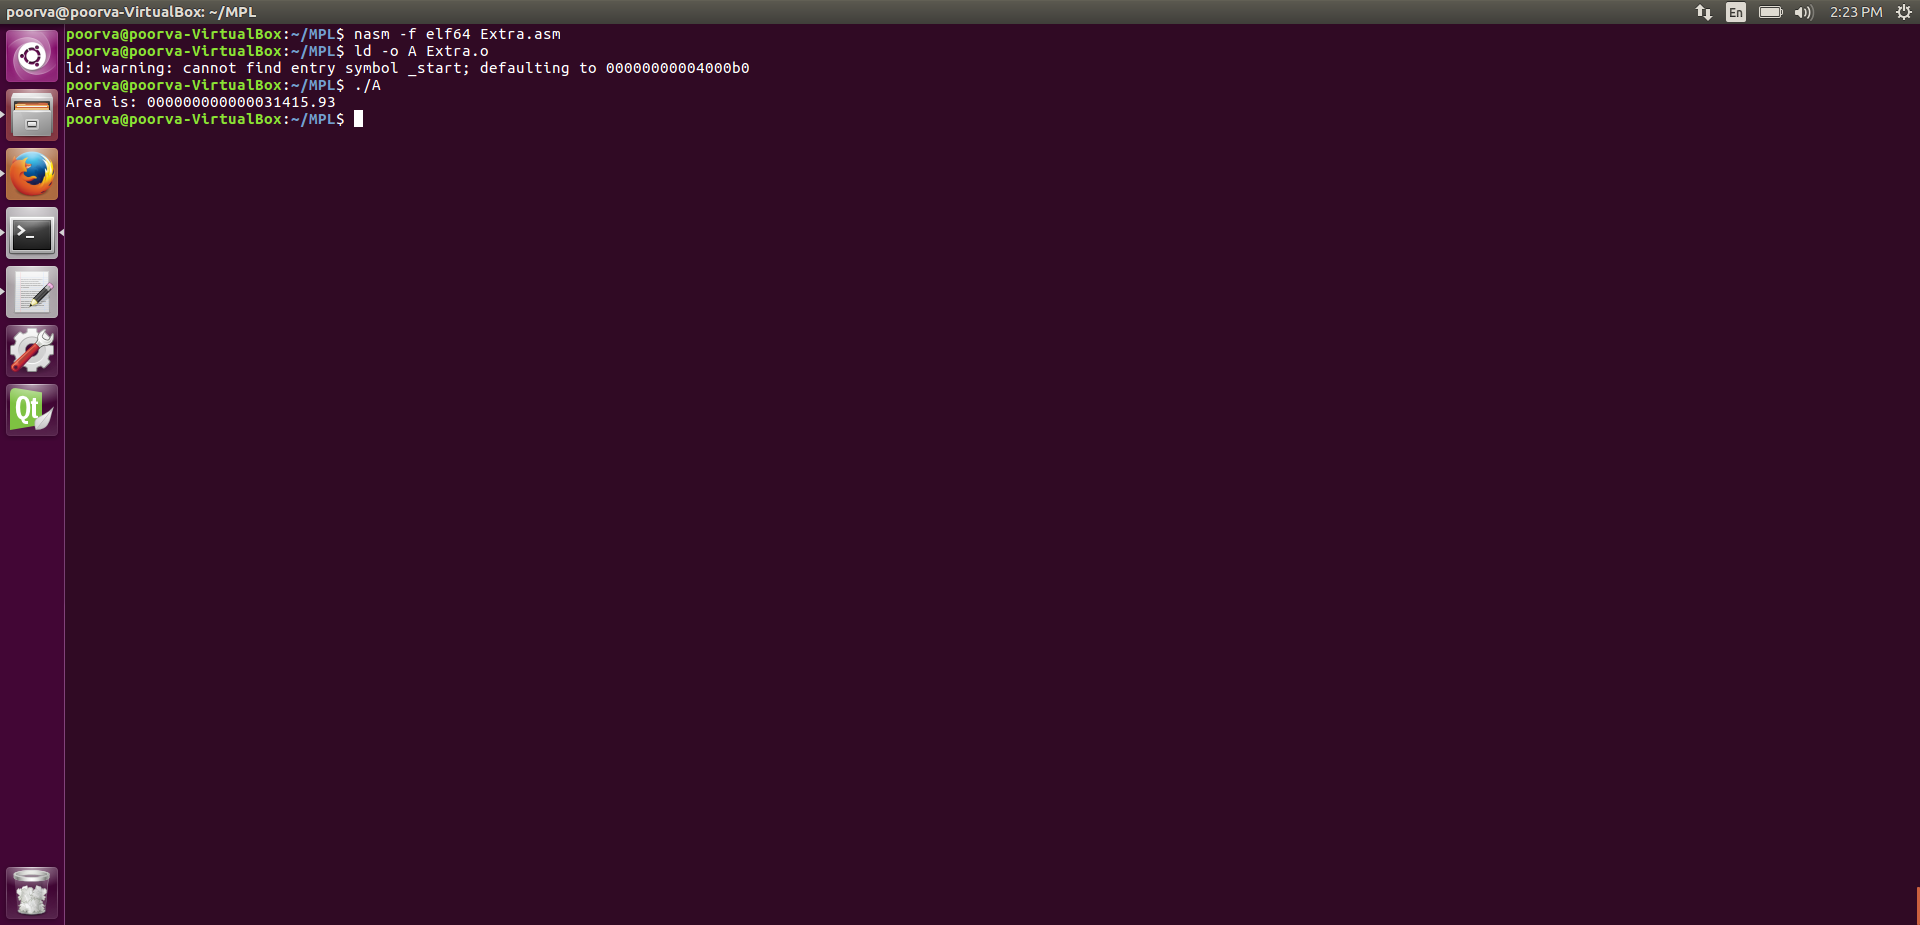 poorva@poorva-VirtualBox: ~/MPL
En
2:23 PM
poorva@poorva-VirtualBox:~/MPL$ nasm -f elf64 Extra.asm
poorva@poorva-VirtualBox:~/MPL$ ld -o A Extra.o
ld: warning: cannot find entry symbol _start; defaulting to 00000000004000b0
poorva@poorva-VirtualBox:~/MPL$ ./A
Area is: 000000000000031415.93
poorva@poorva-VirtualBox:~/MPL$
>_
Qt